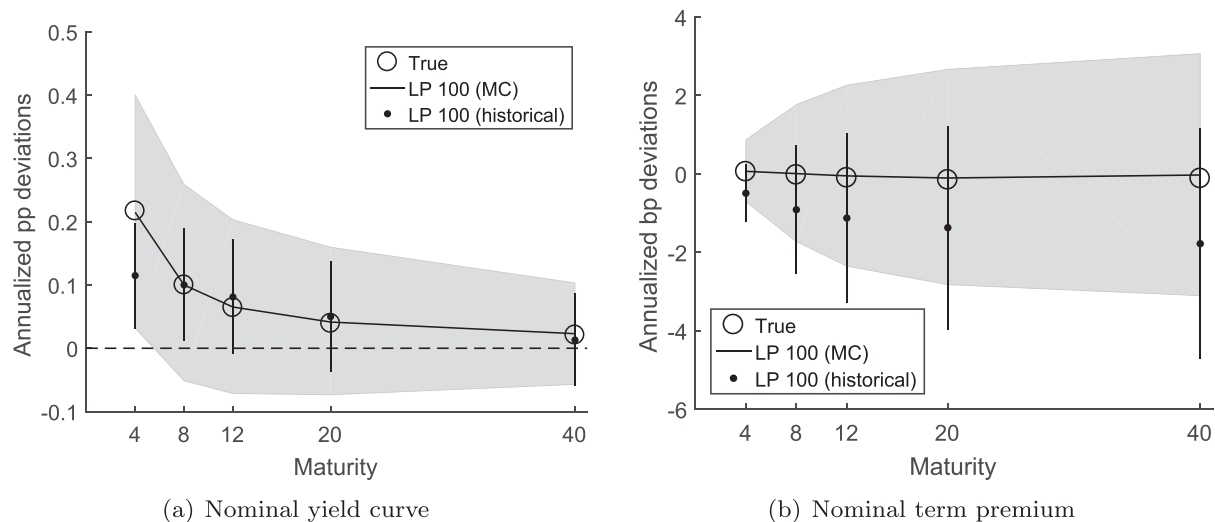 0.5
0.4
0.3
0.2
0.1
0
-0.1
Annualized pp deviations
True
LP 100 (MC)
LP 100 (historical)
4 8 12 20 40
Maturity
(a) Nominal yield curve
4
2
0
-2
-4
-6
Annualized bp deviations
True
LP 100 (MC)
LP 100 (historical)
4 8 12 20 40
Maturity
(b) Nominal term premium